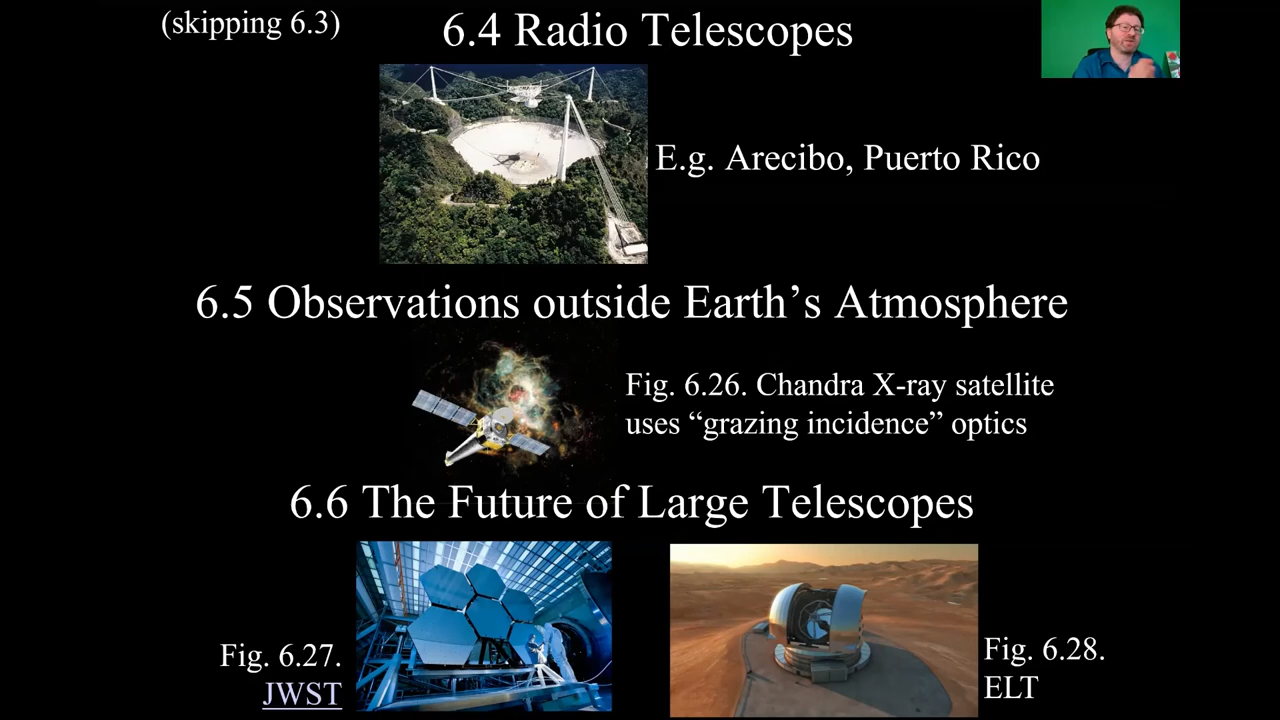 (skipping 6.3)
6.4 Radio Telescopes
E.g. Arecibo, Puerto Rico
6.5 Observations outside Earth’s Atmosphere
Fig. 6.26. Chandra X-ray satellite
uses “grazing incidence” optics
6.6 The Future of Large Telescopes
Fig. 6.27.
JWST
Fig. 6.28.
ELT